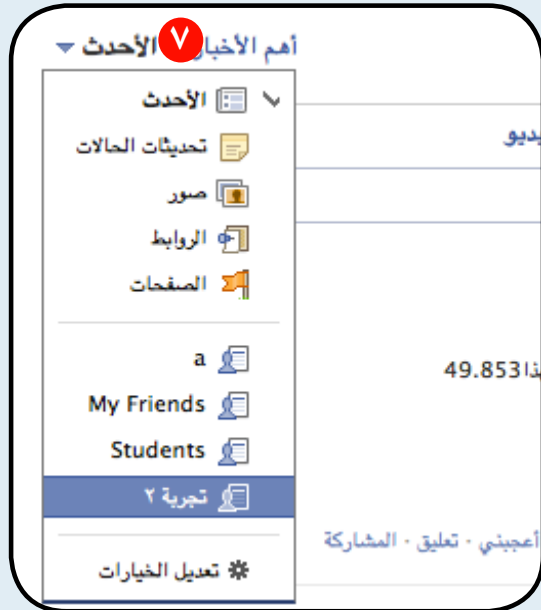 أهم الأخبار ٧ الأحدث
الأحدث
تحديثات الحالات
صور
الروابط
الصفحات
a
My Friends
Students
تجربة ٢
تعديل الخيارات
يديو
49.853
أعجبني · تعليق · المشاركة